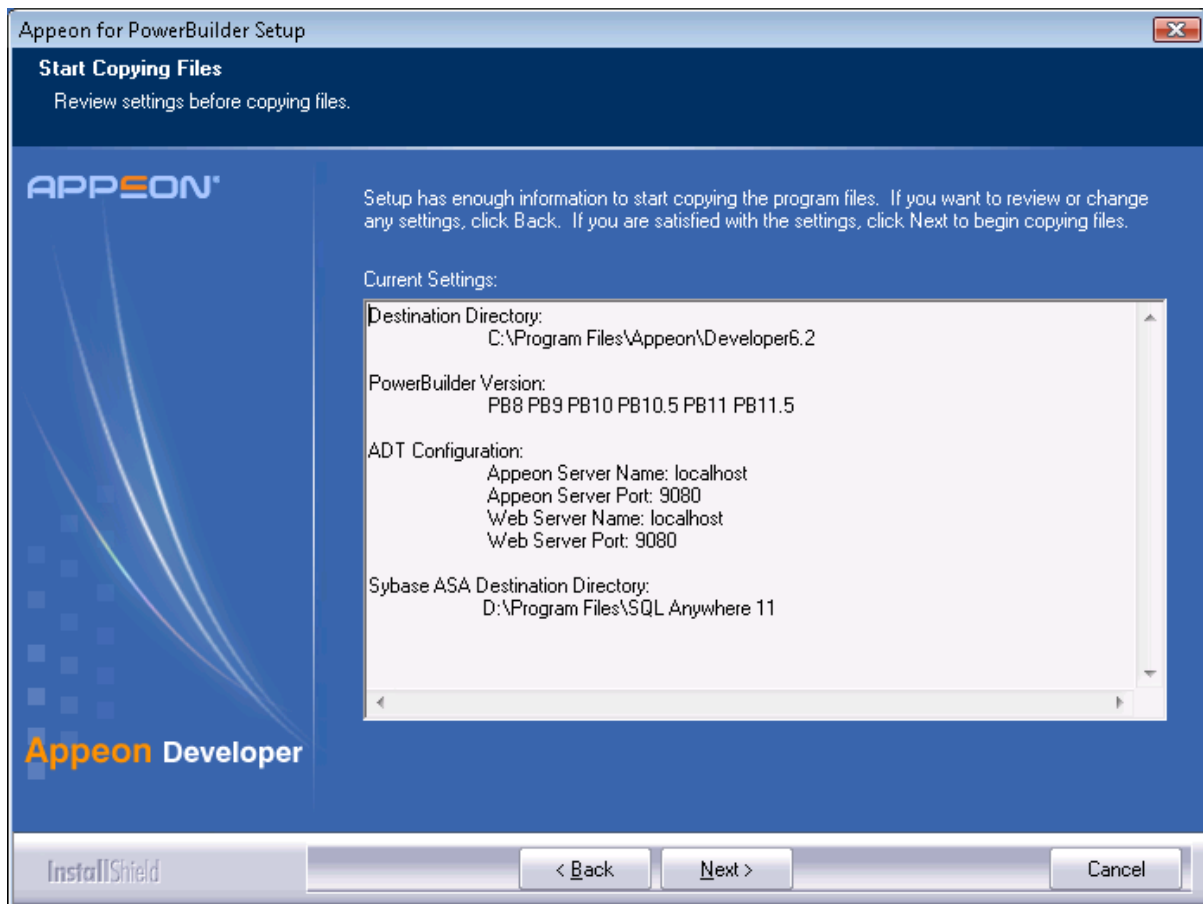 Appeon for PowerBuilder Setup
Start Copying Files
Review settings before copying files.
APPEON®
Setup has enough information to start copying the program files.  If you want to review or change
any settings, click Back.  If you are satisfied with the settings, click Next to begin copying files.
Current Settings:
Destination Directory:
C:\Program Files\Appeon\Developer6.2
PowerBuilder Version:
PB8 PB9 PB10 PB10.5 PB11 PB11.5
ADT Configuration:
Appeon Server Name: localhost
Appeon Server Port: 9080
Web Server Name: localhost
Web Server Port: 9080
Sybase ASA Destination Directory:
D:\Program Files\SQL Anywhere 11
Appeon Developer
InstallShield
< Back
Next >
Cancel